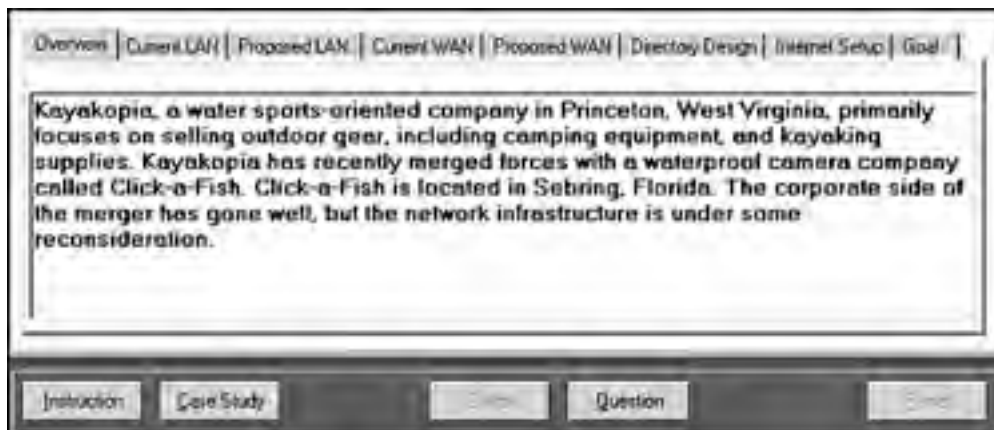 Overview Current LAN Proposed LAN Current WAN Proposed WAN Directory Design Internet Setup Goal
Kayakopia, a water sports-oriented company in Princeton, West Virginia, primarily
focuses on selling outdoor gear, including camping equipment, and kayaking
supplies. Kayakopia has recently merged forces with a waterproof camera company
called Click-a-Fish. Click-a-Fish is located in Sebring, Florida. The corporate side of
the merger has gone well, but the network infrastructure is under some
reconsideration.
Instruction Case Study Question